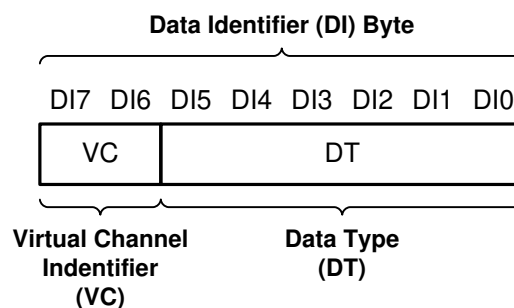 Data Identifier (DI) Byte
DI7 DI6 DI5 DI4 DI3 DI2 DI1 DI0
VC DT
Virtual Channel
Indentifier
(VC)
Data Type
(DT)